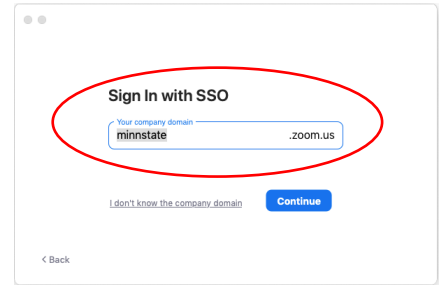 Sign In with SSO
Your company domain
minnstate .zoom.us
I don't know the company domain Continue
< Back